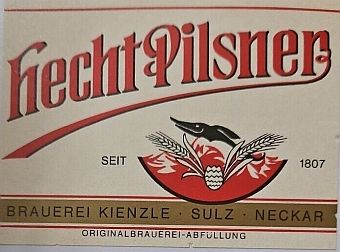 Hecht Pilsner
SEIT 1807
BRAUEREI KIENZLE · SULZ · NECKAR
ORIGINALBRAUEREI-ABFÜLLUNG